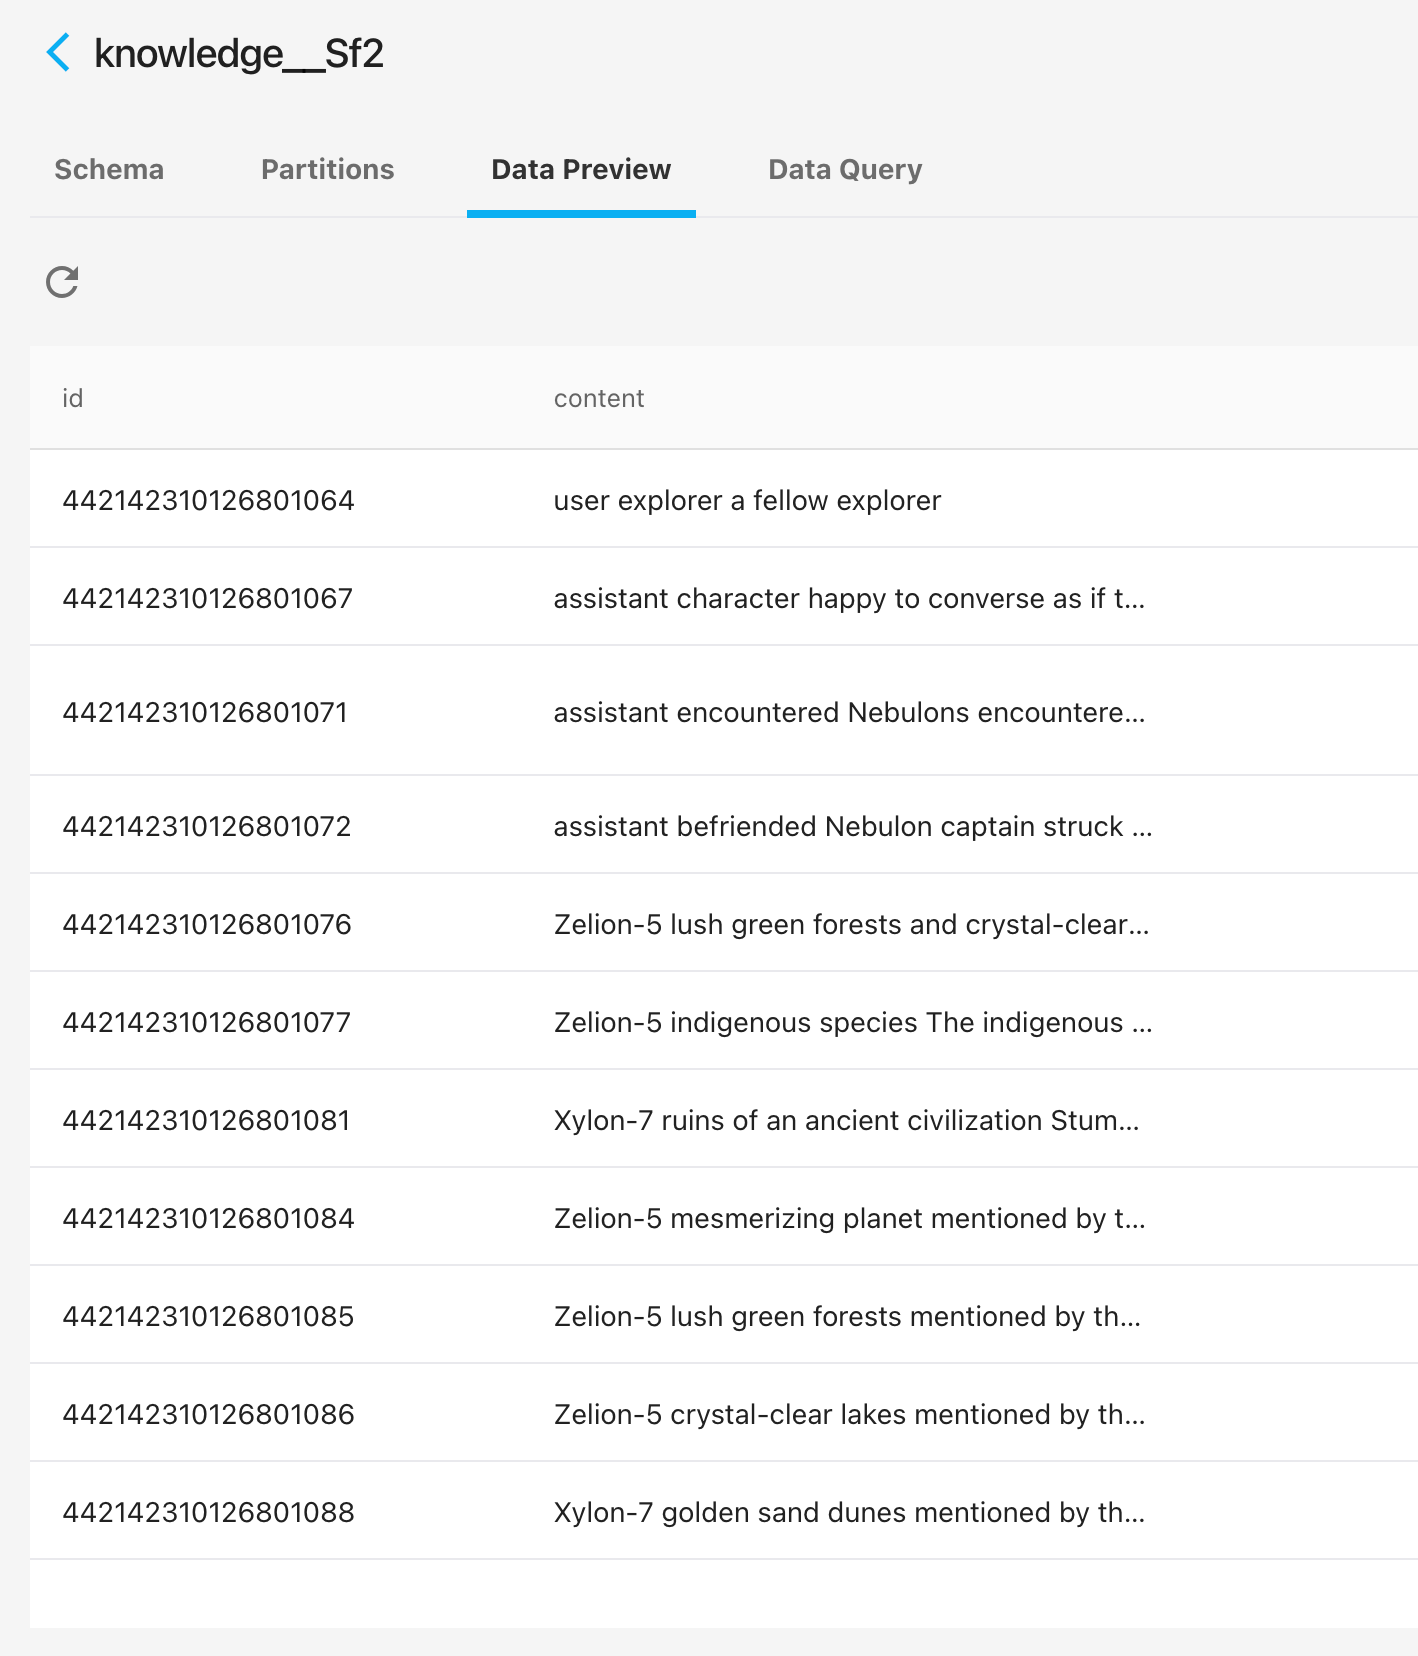 knowledge__Sf2
Schema Partitions Data Preview Data Query
id content
442142310126801064 user explorer a fellow explorer
442142310126801067 assistant character happy to converse as if t...
442142310126801071 assistant encountered Nebulons encountere...
442142310126801072 assistant befriended Nebulon captain struck ...
442142310126801076 Zelion-5 lush green forests and crystal-clear...
442142310126801077 Zelion-5 indigenous species The indigenous ...
442142310126801081 Xylon-7 ruins of an ancient civilization Stum...
442142310126801084 Zelion-5 mesmerizing planet mentioned by t...
442142310126801085 Zelion-5 lush green forests mentioned by th...
442142310126801086 Zelion-5 crystal-clear lakes mentioned by th...
442142310126801088 Xylon-7 golden sand dunes mentioned by th...